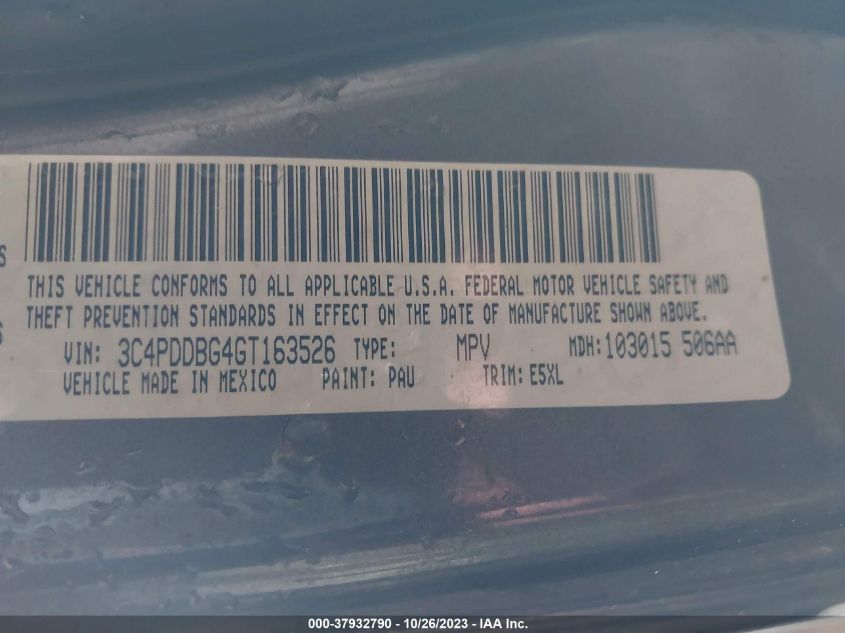 S
THIS VEHICLE CONFORMS TO ALL APPLICABLE U.S.A. FEDERAL MOTOR VEHICLE SAFETY AND
THEFT PREVENTION STANDARDS IN EFFECT ON THE DATE OF MANUFACTURE SHOWN ABOVE.
S
VIN: 3C4PDDBG4GT163526 TYPE: MPV MDH: 103015 506AA
VEHICLE MADE IN MEXICO PAINT: PAU TRIM: E5XL
000-37932790 | 10/26/2023 | IAA Inc.